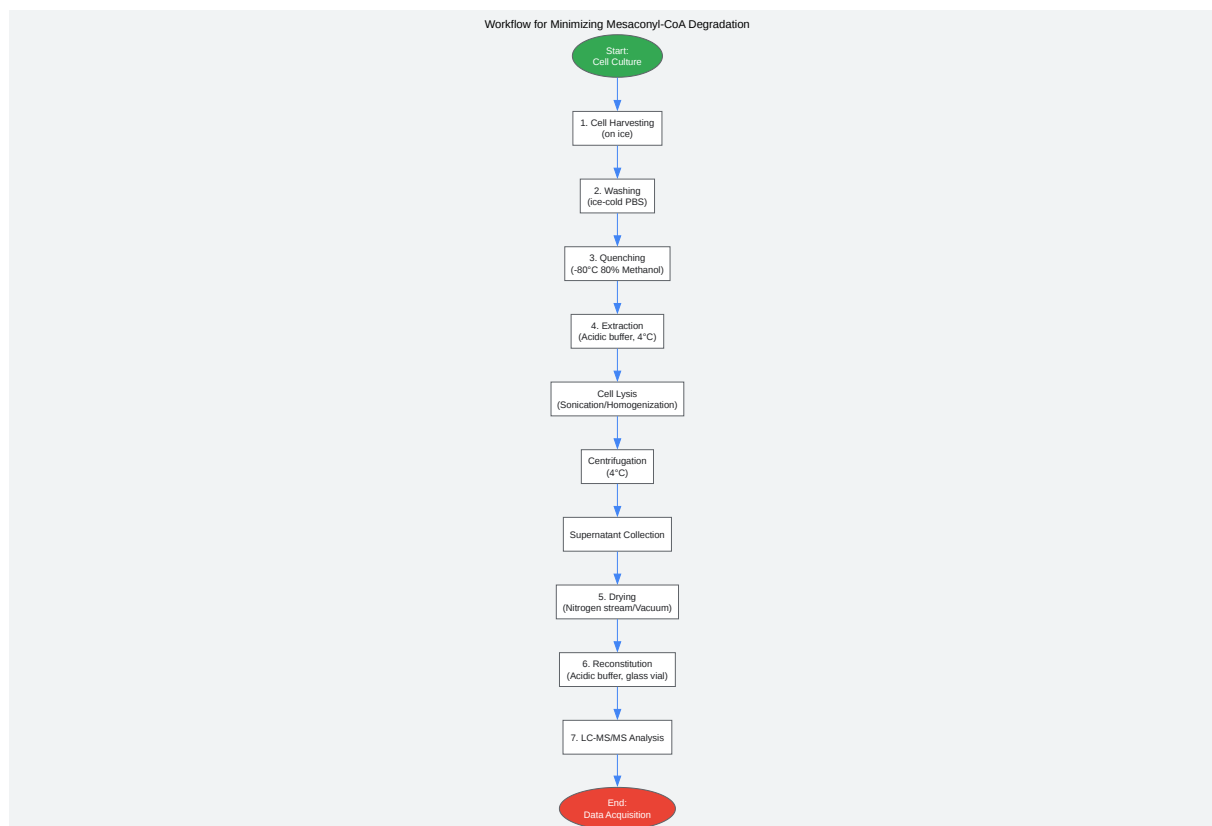 Workflow for Minimizing Mesaconyl-CoA Degradation
Start:
Cell Culture
1. Cell Harvesting
(on ice)
2. Washing
(ice-cold PBS)
3. Quenching
(-80°C 80% Methanol)
4. Extraction
(Acidic buffer, 4°C)
Cell Lysis
(Sonication/Homogenization)
Centrifugation
(4°C)
Supernatant Collection
5. Drying
(Nitrogen stream/Vacuum)
6. Reconstitution
(Acidic buffer, glass vial)
7. LC-MS/MS Analysis
End:
Data Acquisition